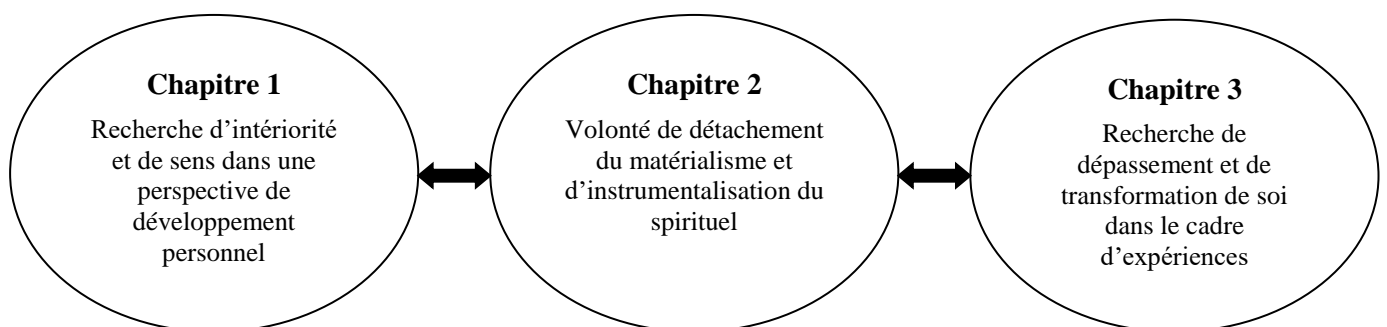 Chapitre 1
Recherche d’intériorité
et de sens dans une
perspective de
développement
personnel
Chapitre 2
Volonté de détachement
du matérialisme et
d’instrumentalisation du
spirituel
Chapitre 3
Recherche de
dépassement et de
transformation de soi
dans le cadre
d’expériences